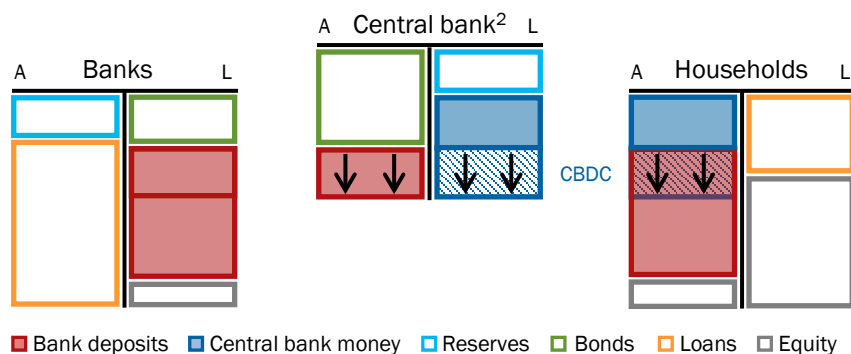 A Central bank² L
A Banks L
A Households L
CBDC
Bank deposits Central bank money Reserves Bonds Loans Equity